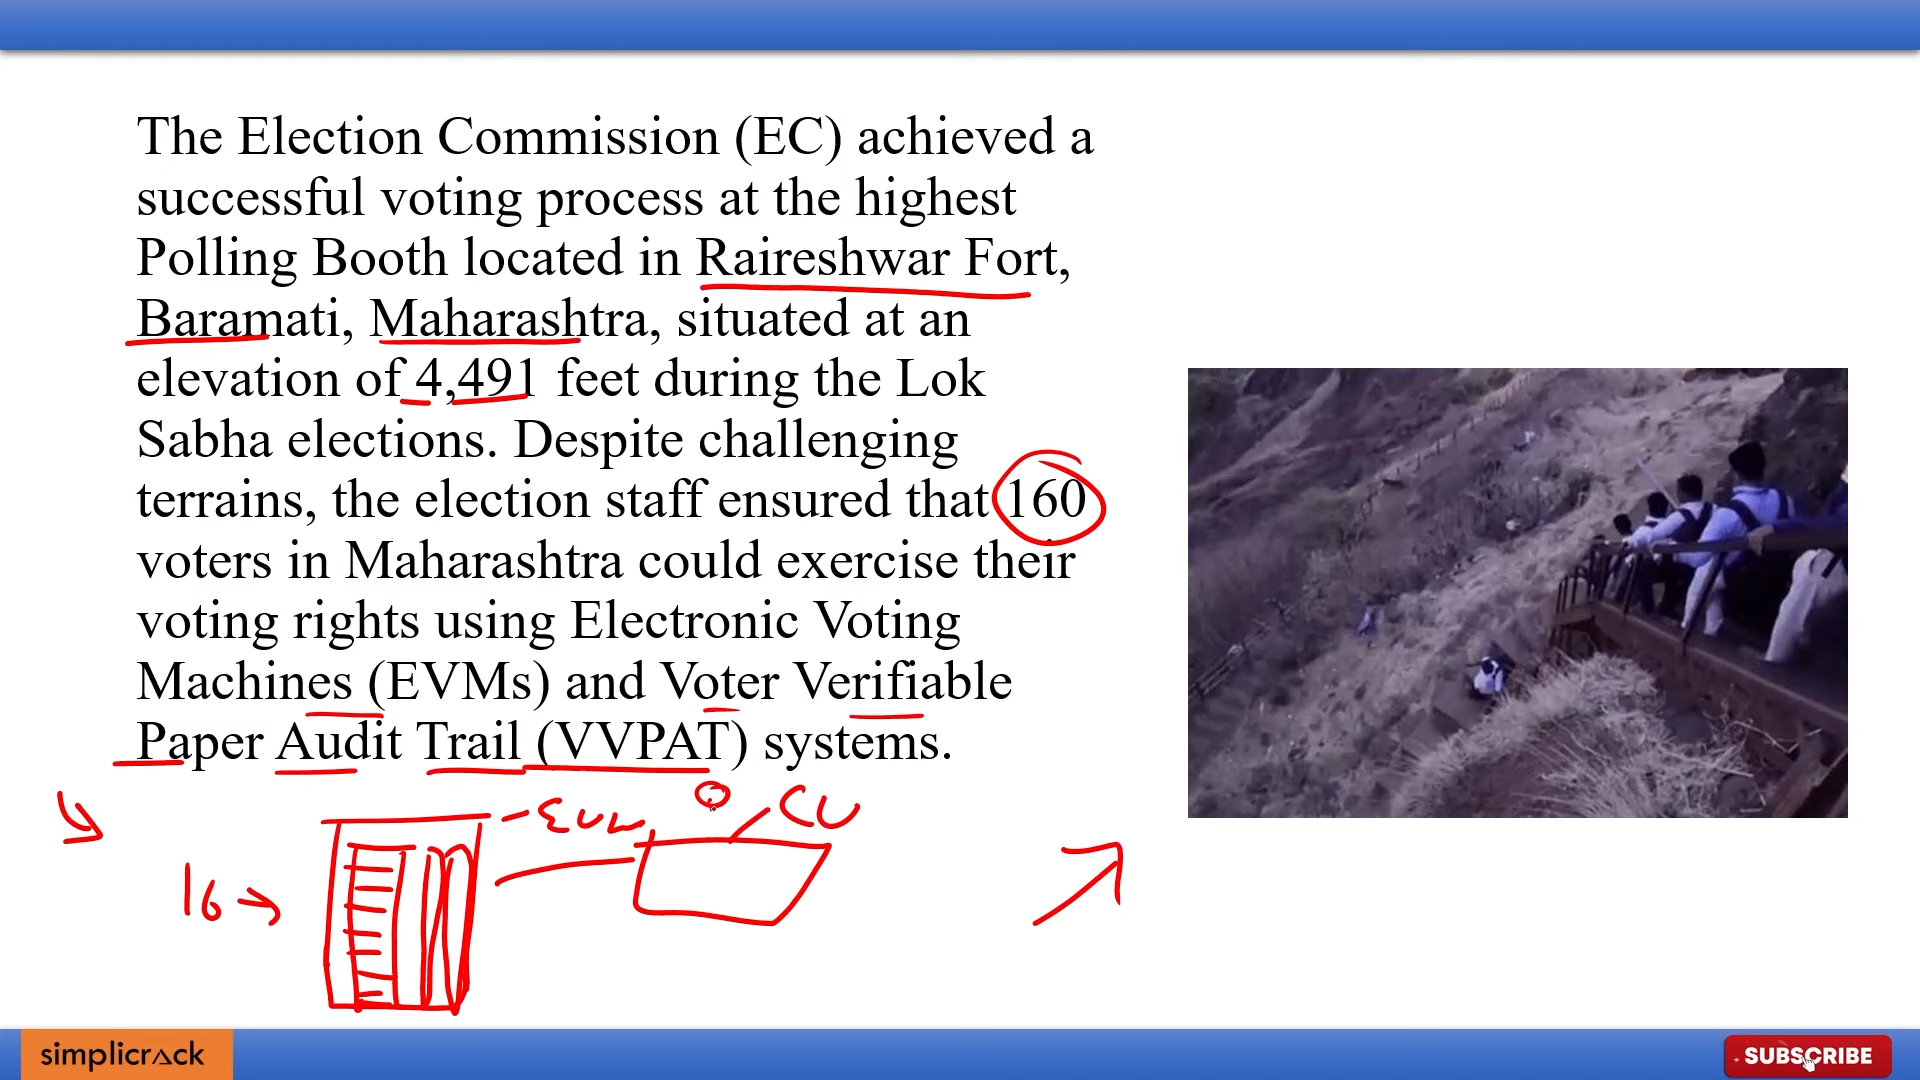 The Election Commission (EC) achieved a
successful voting process at the highest
Polling Booth located in Raireshwar Fort,
Baramati, Maharashtra, situated at an
elevation of 4,491 feet during the Lok
Sabha elections. Despite challenging
terrains, the election staff ensured that 160
voters in Maharashtra could exercise their
voting rights using Electronic Voting
Machines (EVMs) and Voter Verifiable
Paper Audit Trail (VVPAT) systems.
EVM
CU
16
simplicrack
SUBSCRIBE